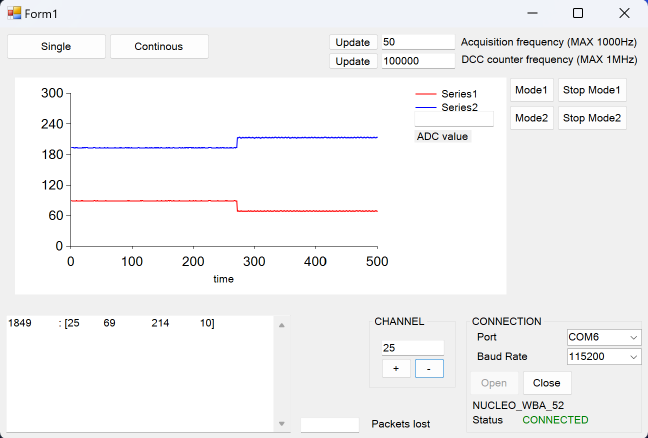 Form1
Single Continous Update 50 Acquisition frequency (MAX 1000Hz)
Update 100000 DCC counter frequency (MAX 1MHz)
300
240
180
120
60
0
0 100 200 300 400 500
time
Series1
Series2
ADC value
Mode1 Stop Mode1
Mode2 Stop Mode2
1849 : [25 69 214 10]
Packets lost
CHANNEL
25
+ -
CONNECTION
Port COM6
Baud Rate 115200
Open Close
NUCLEO_WBA_52
Status CONNECTED